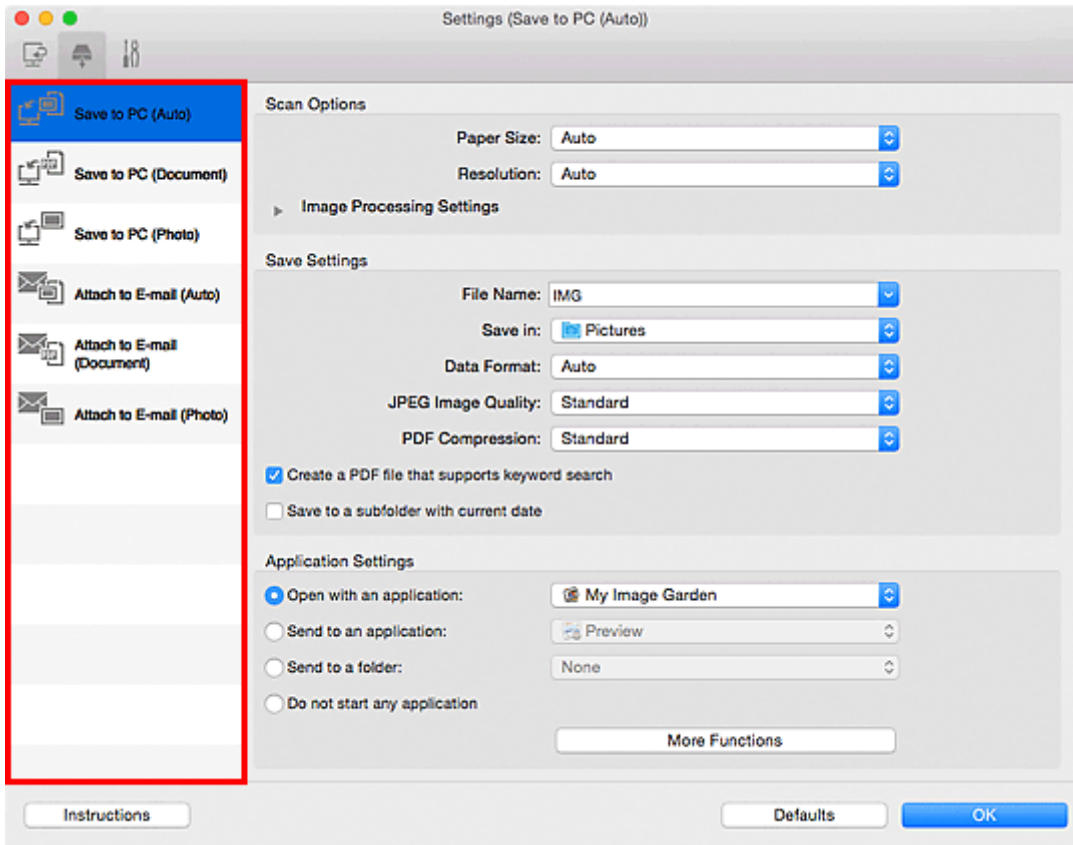 Settings (Save to PC (Auto))
Save to PC (Auto)
Save to PC (Document)
Save to PC (Photo)
Attach to E-mail (Auto)
Attach to E-mail
(Document)
Attach to E-mail (Photo)
Scan Options
Paper Size: Auto
Resolution: Auto
Image Processing Settings
Save Settings
File Name: IMG
Save in: Pictures
Data Format: Auto
JPEG Image Quality: Standard
PDF Compression: Standard
Create a PDF file that supports keyword search
Save to a subfolder with current date
Application Settings
Open with an application: My Image Garden
Send to an application: Preview
Send to a folder: None
Do not start any application
More Functions
Instructions
Defaults
OK